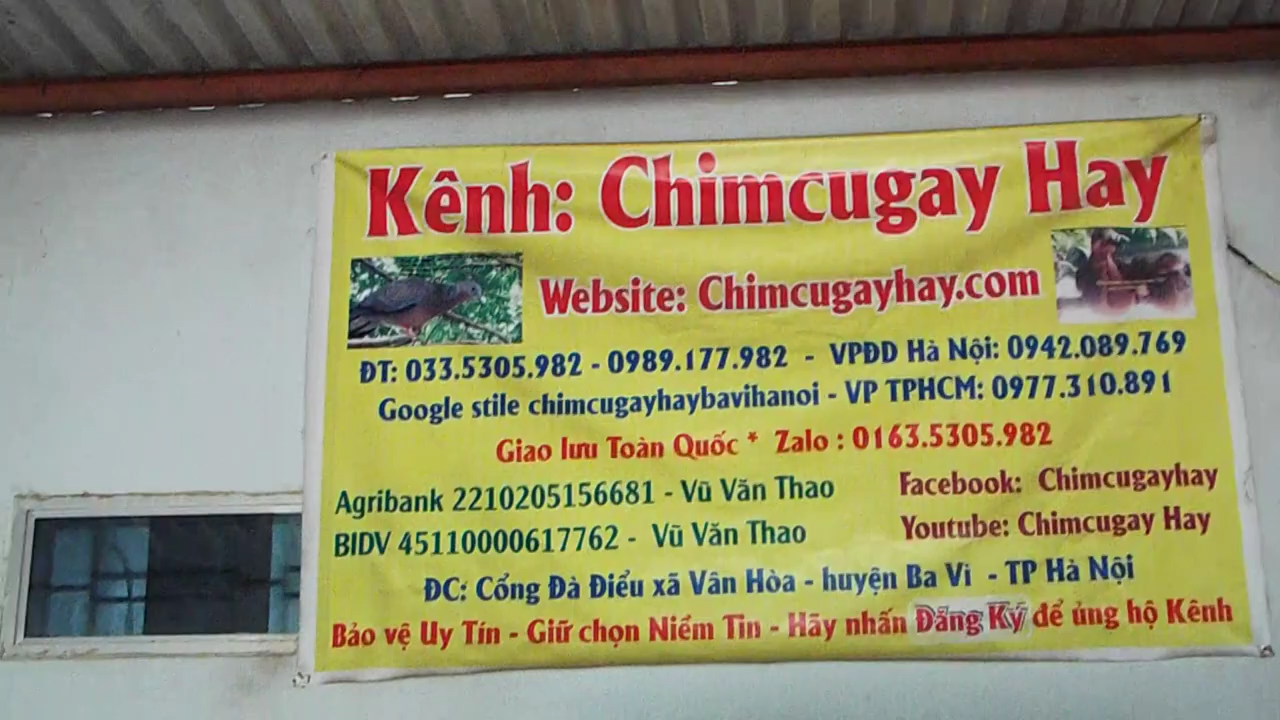 Kênh: Chimcugay Hay
Website: Chimcugayhay.com
ĐT: 033.5305.982 - 0989.177.982 - VPĐD Hà Nội: 0942.089.769
Google stile chimcugayhaybavihanoi - VP TPHCM: 0977.310.891
Giao lưu Toàn Quốc * Zalo : 0163.5305.982
Agribank 2210205156681 - Vũ Văn Thao
Facebook: Chimcugayhay
BIDV 45110000617762 - Vũ Văn Thao
Youtube: Chimcugay Hay
ĐC: Cổng Đà Điểu xã Vân Hòa - huyện Ba Vì - TP Hà Nội
Bảo vệ Uy Tín - Giữ chọn Niềm Tin - Hãy nhấn Đăng Ký để ủng hộ Kênh